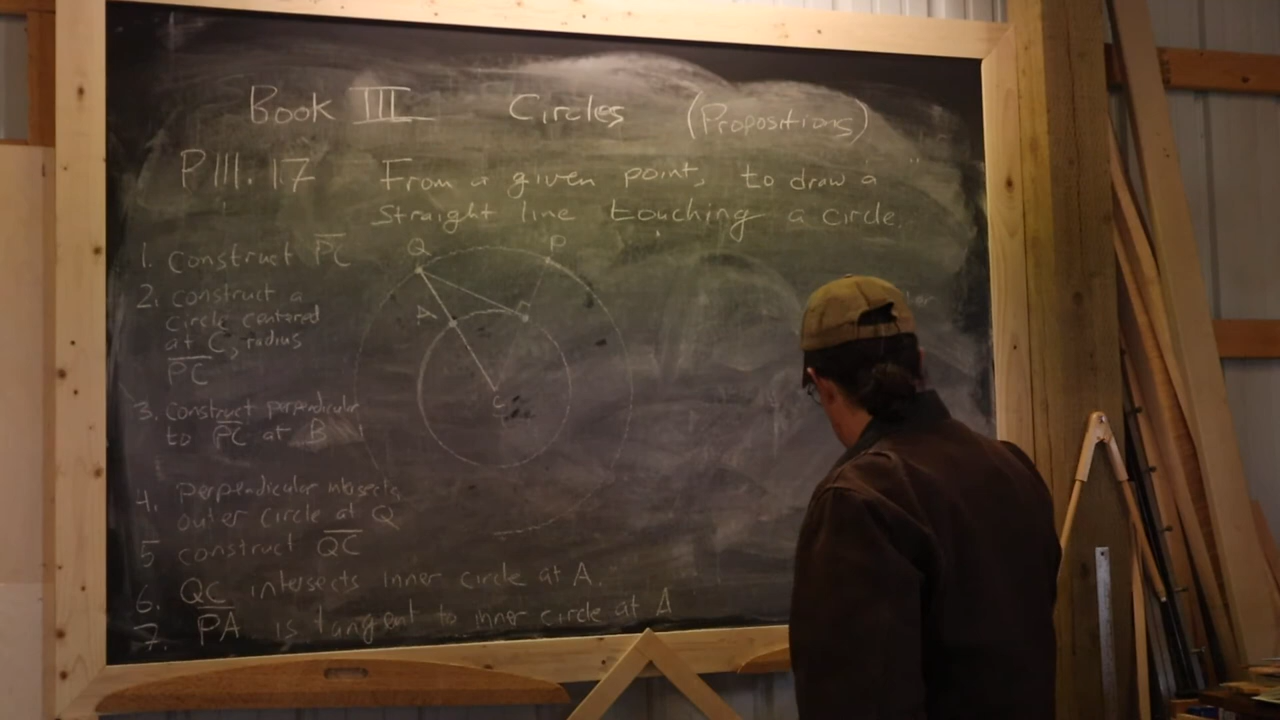 Book III Circles (Propositions)
P III. 17 From a given point, to draw a
straight line touching a circle.
1. construct PC
2. construct a
circle centered
at C, radius
PC
3. Construct perpendicular
to PC at B
4. perpendicular intersects
outer circle at Q
5 construct QC
6. QC intersects inner circle at A.
7. PA is tangent to inner circle at A
Q
P
A
C